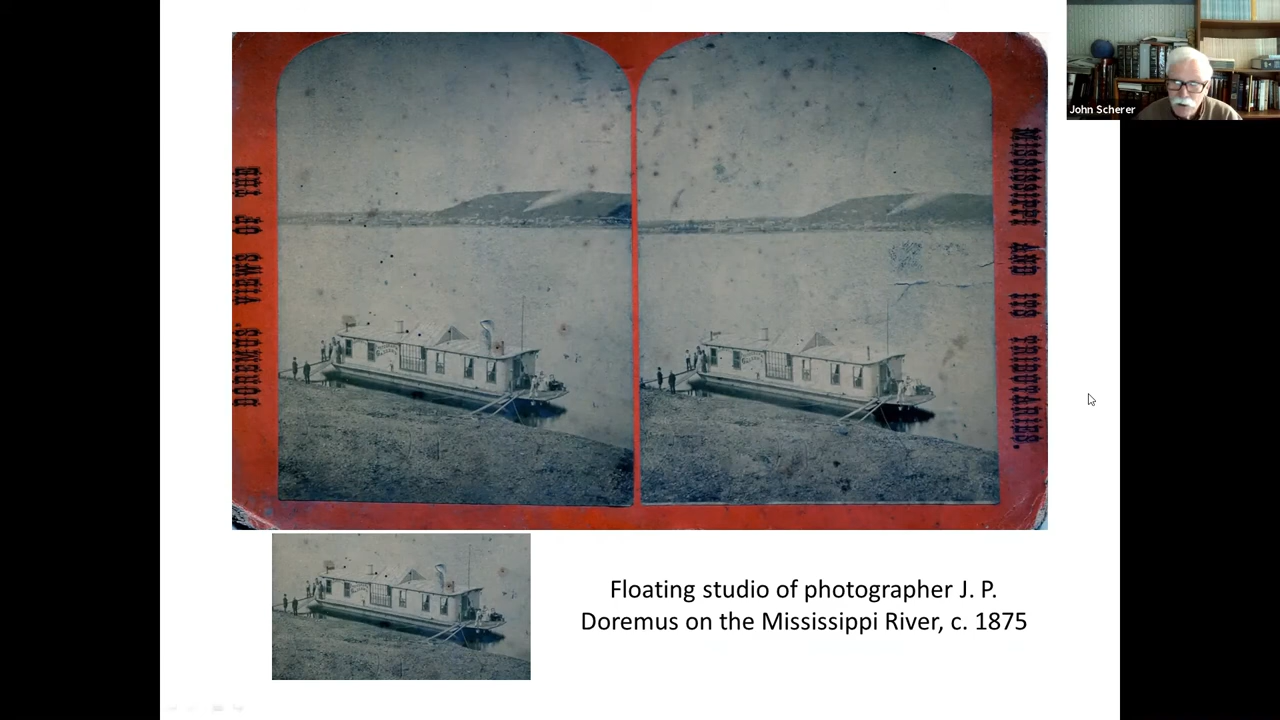 John Scherer
DOREMUS' VIEWS OF THE
MISSISSIPPI AND ITS TRIBUTARIES.
Floating studio of photographer J. P.
Doremus on the Mississippi River, c. 1875